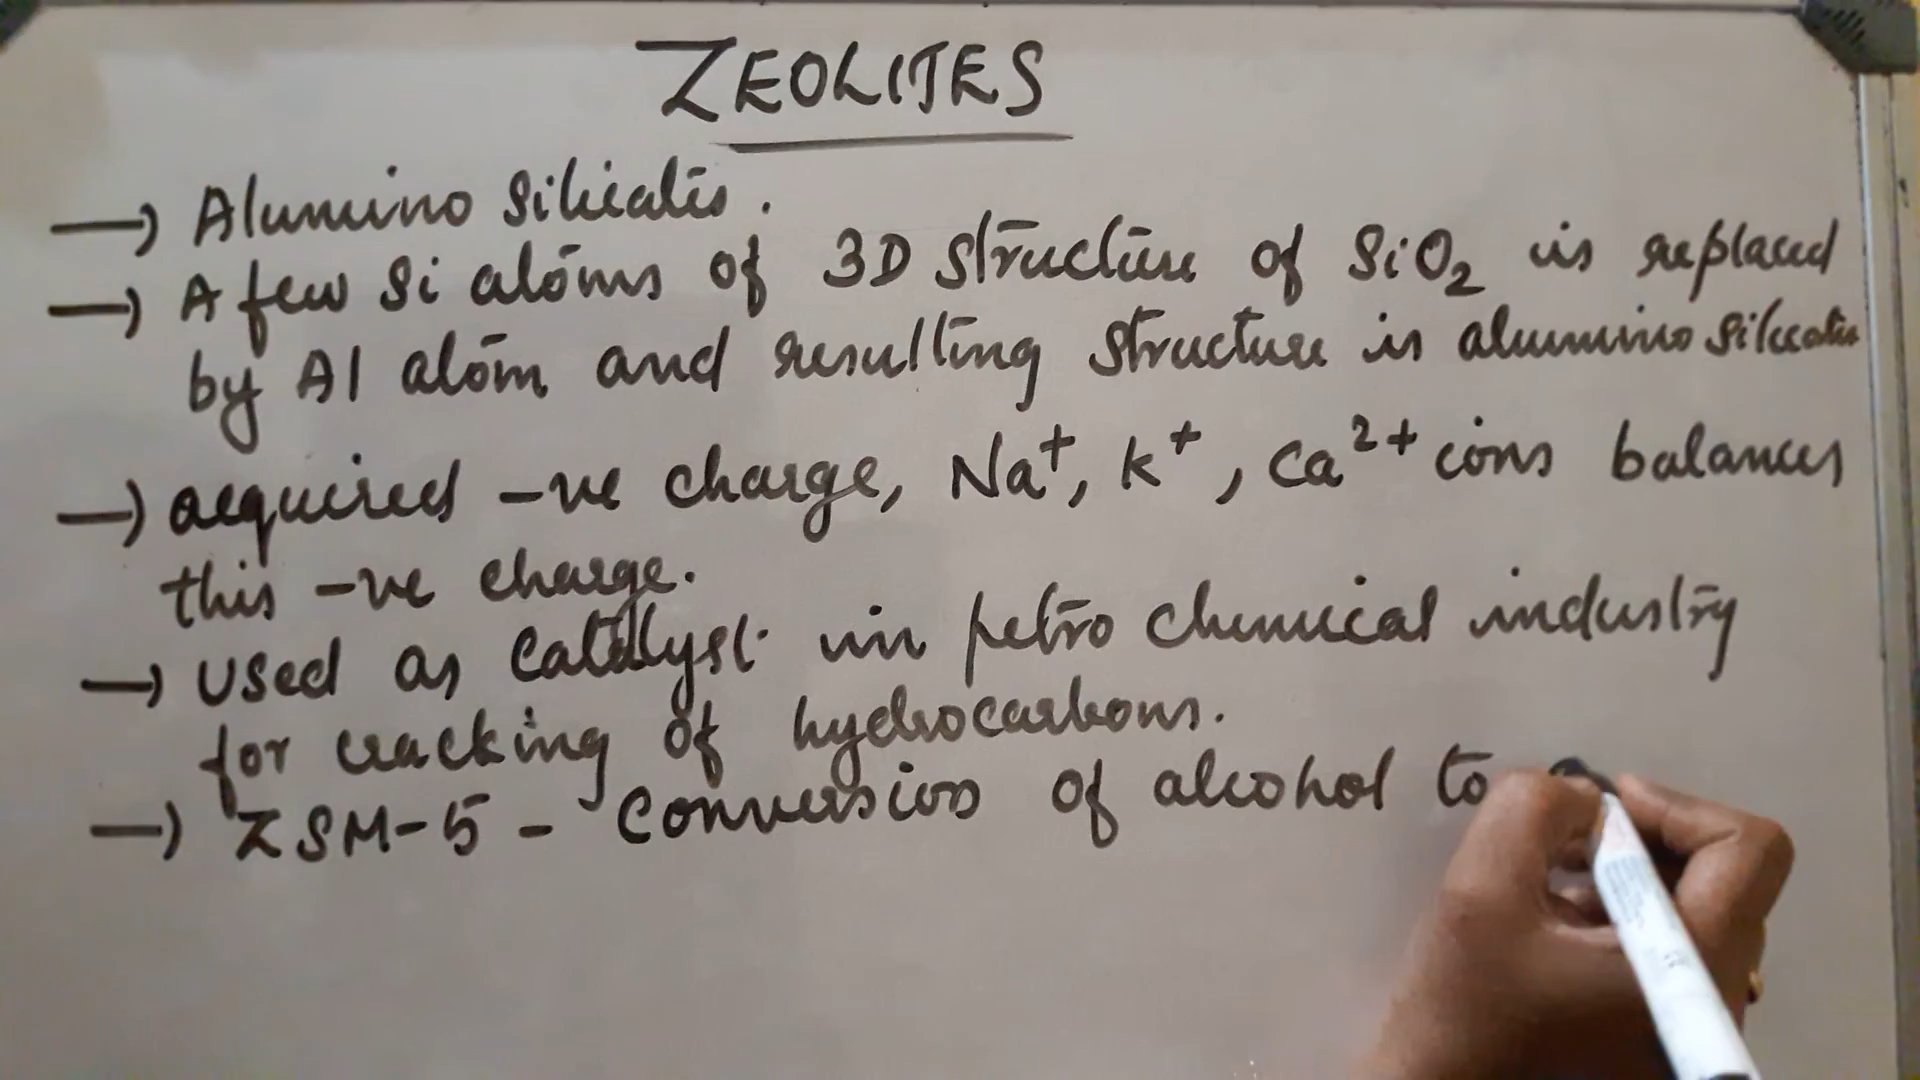 ZEOLITES
→ Alumino silicates.
→ A few Si atoms of 3D structure of SiO₂ is replaced
by Al atom and resulting structure is alumino silicates
→ acquired -ve charge, Na⁺, K⁺, Ca²⁺ ions balances
this -ve charge.
→ Used as catalyst in petro chemical industry
for cracking of hydrocarbons.
→ ZSM-5 - Conversion of alcohol to